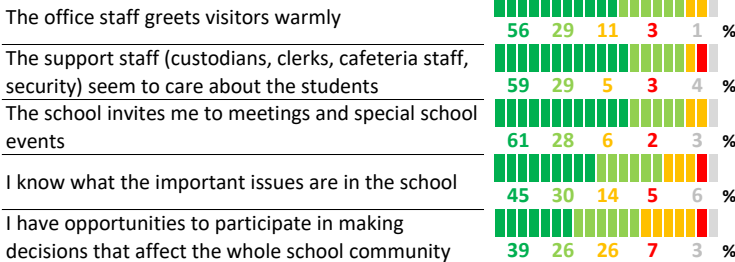 The office staff greets visitors warmly
56 29 11 3 1 %
The support staff (custodians, clerks, cafeteria staff,
security) seem to care about the students
59 29 5 3 4 %
The school invites me to meetings and special school
events
61 28 6 2 3 %
I know what the important issues are in the school
45 30 14 5 6 %
I have opportunities to participate in making
decisions that affect the whole school community
39 26 26 7 3 %